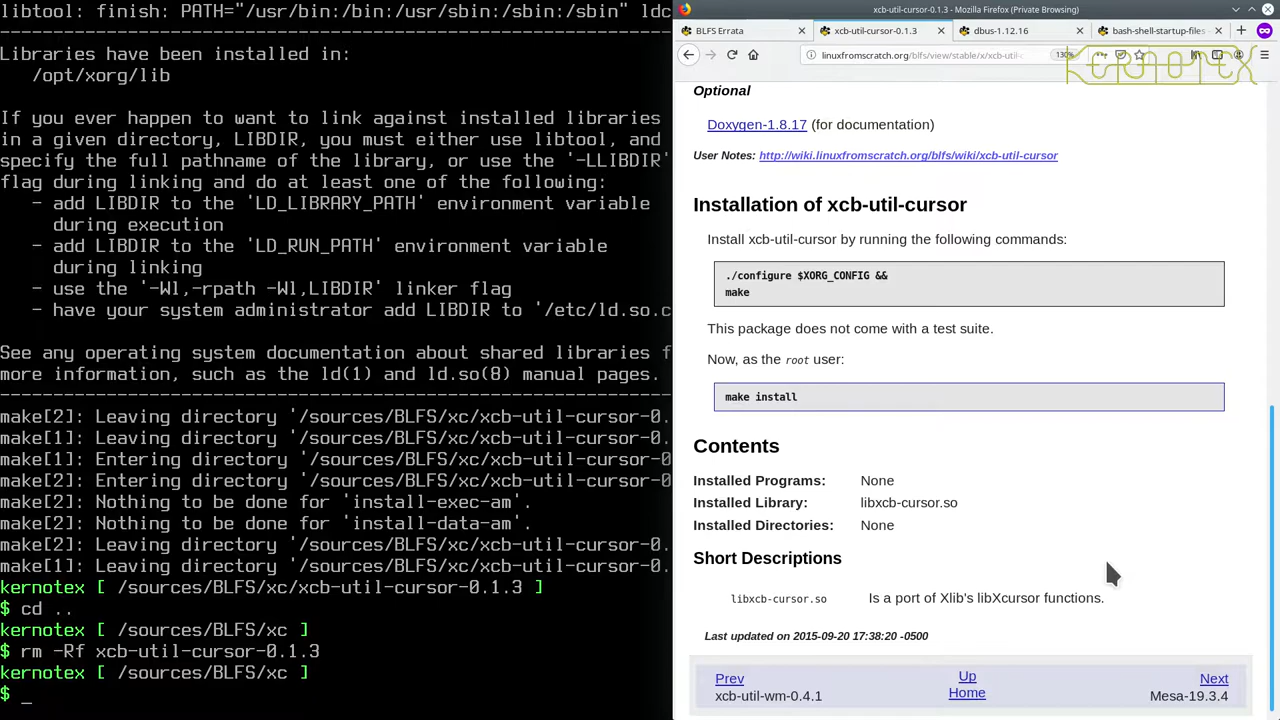 libtool: finish: PATH="/usr/bin:/bin:/usr/sbin:/sbin:/sbin" ldc
Libraries have been installed in:
/opt/xorg/lib
If you ever happen to want to link against installed libraries
in a given directory, LIBDIR, you must either use libtool, and
specify the full pathname of the library, or use the '-LLIBDIR'
flag during linking and do at least one of the following:
- add LIBDIR to the 'LD_LIBRARY_PATH' environment variable
during execution
- add LIBDIR to the 'LD_RUN_PATH' environment variable
during linking
- use the '-Wl,-rpath -Wl,LIBDIR' linker flag
- have your system administrator add LIBDIR to '/etc/ld.so.c
See any operating system documentation about shared libraries f
more information, such as the ld(1) and ld.so(8) manual pages.
make[2]: Leaving directory '/sources/BLFS/xc/xcb-util-cursor-0.
make[1]: Leaving directory '/sources/BLFS/xc/xcb-util-cursor-0.
make[1]: Entering directory '/sources/BLFS/xc/xcb-util-cursor-0
make[2]: Entering directory '/sources/BLFS/xc/xcb-util-cursor-0
make[2]: Nothing to be done for 'install-exec-am'.
make[2]: Nothing to be done for 'install-data-am'.
make[2]: Leaving directory '/sources/BLFS/xc/xcb-util-cursor-0.
make[1]: Leaving directory '/sources/BLFS/xc/xcb-util-cursor-0.
kernotex [ /sources/BLFS/xc/xcb-util-cursor-0.1.3 ]
$ cd ..
kernotex [ /sources/BLFS/xc ]
$ rm -Rf xcb-util-cursor-0.1.3
kernotex [ /sources/BLFS/xc ]
$ _
xcb-util-cursor-0.1.3 - Mozilla Firefox (Private Browsing)
BLFS Errata
xcb-util-cursor-0.1.3
dbus-1.12.16
bash-shell-startup-files
linuxfromscratch.org/blfs/view/stable/x/xcb-util-
130%
KERNOTEX
Optional
Doxygen-1.8.17 (for documentation)
User Notes: http://wiki.linuxfromscratch.org/blfs/wiki/xcb-util-cursor
Installation of xcb-util-cursor
Install xcb-util-cursor by running the following commands:
./configure $XORG_CONFIG &&
make
This package does not come with a test suite.
Now, as the root user:
make install
Contents
Installed Programs: None
Installed Library: libxcb-cursor.so
Installed Directories: None
Short Descriptions
libxcb-cursor.so Is a port of Xlib's libXcursor functions.
Last updated on 2015-09-20 17:38:20 -0500
Prev Up Next
xcb-util-wm-0.4.1 Home Mesa-19.3.4